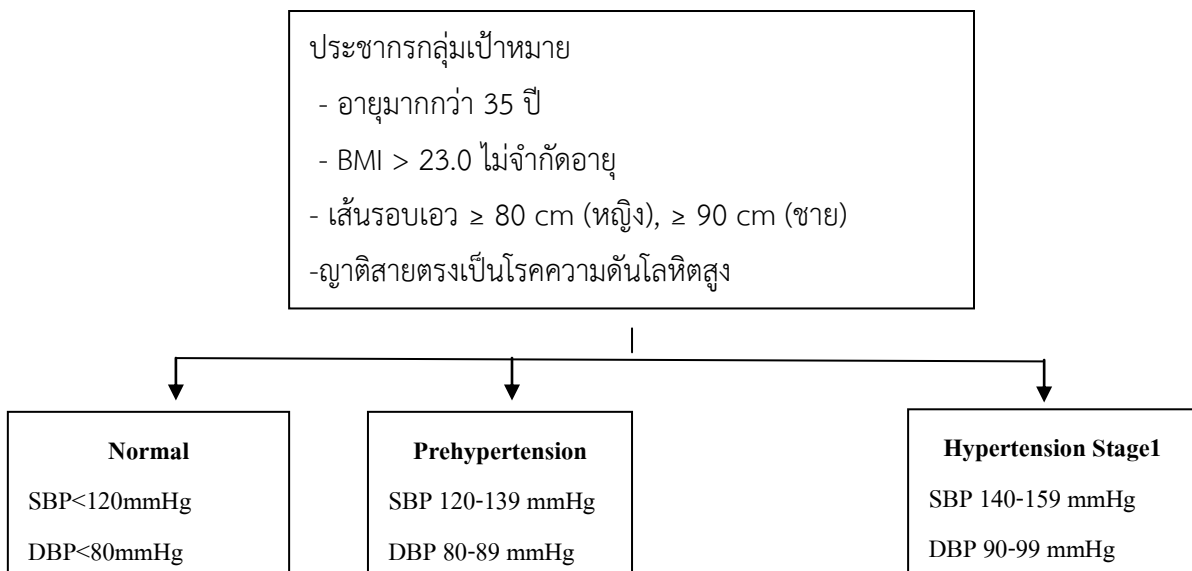 ประชากรกลุ่มเป้าหมาย
- อายุมากกว่า 35 ปี
- BMI > 23.0 ไม่จำกัดอายุ
- เส้นรอบเอว ≥ 80 cm (หญิง), ≥ 90 cm (ชาย)
-ญาติสายตรงเป็นโรคความดันโลหิตสูง
Normal
SBP<120mmHg
DBP<80mmHg
Prehypertension
SBP 120-139 mmHg
DBP 80-89 mmHg
Hypertension Stage1
SBP 140-159 mmHg
DBP 90-99 mmHg